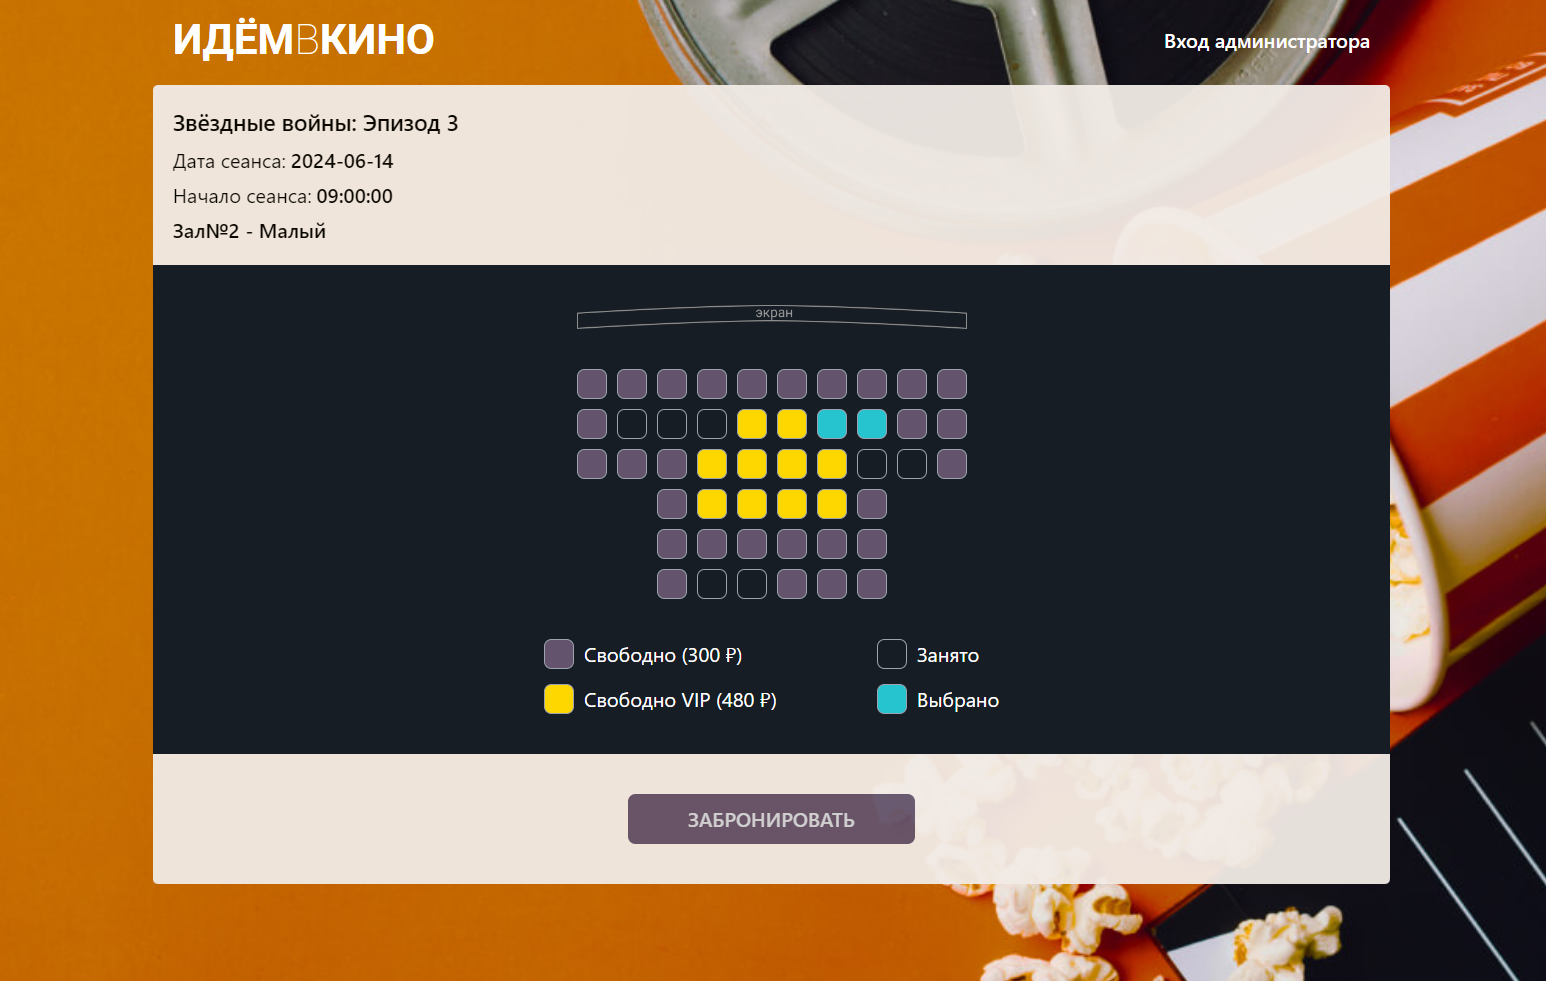 ИДЁМВКИНО
Вход администратора
Звёздные войны: Эпизод 3
Дата сеанса: 2024-06-14
Начало сеанса: 09:00:00
Зал№2 - Малый
экран
Свободно (300 ₽)
Занято
Свободно VIP (480 ₽)
Выбрано
ЗАБРОНИРОВАТЬ